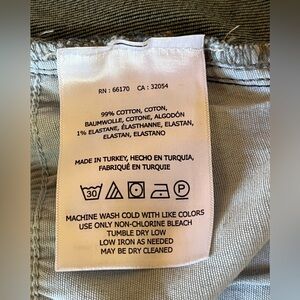 RN : 66170 CA : 32054
99% COTTON, COTON,
BAUMWOLLE, COTONE, ALGODÓN
1% ELASTANE, ÉLASTHANNE, ELASTAN,
ELASTAN, ELASTANO
MADE IN TURKEY, HECHO EN TURQUIA,
FABRIQUÉ EN TURQUIE
30 P
MACHINE WASH COLD WITH LIKE COLORS
USE ONLY NON-CHLORINE BLEACH
TUMBLE DRY LOW
LOW IRON AS NEEDED
MAY BE DRY CLEANED